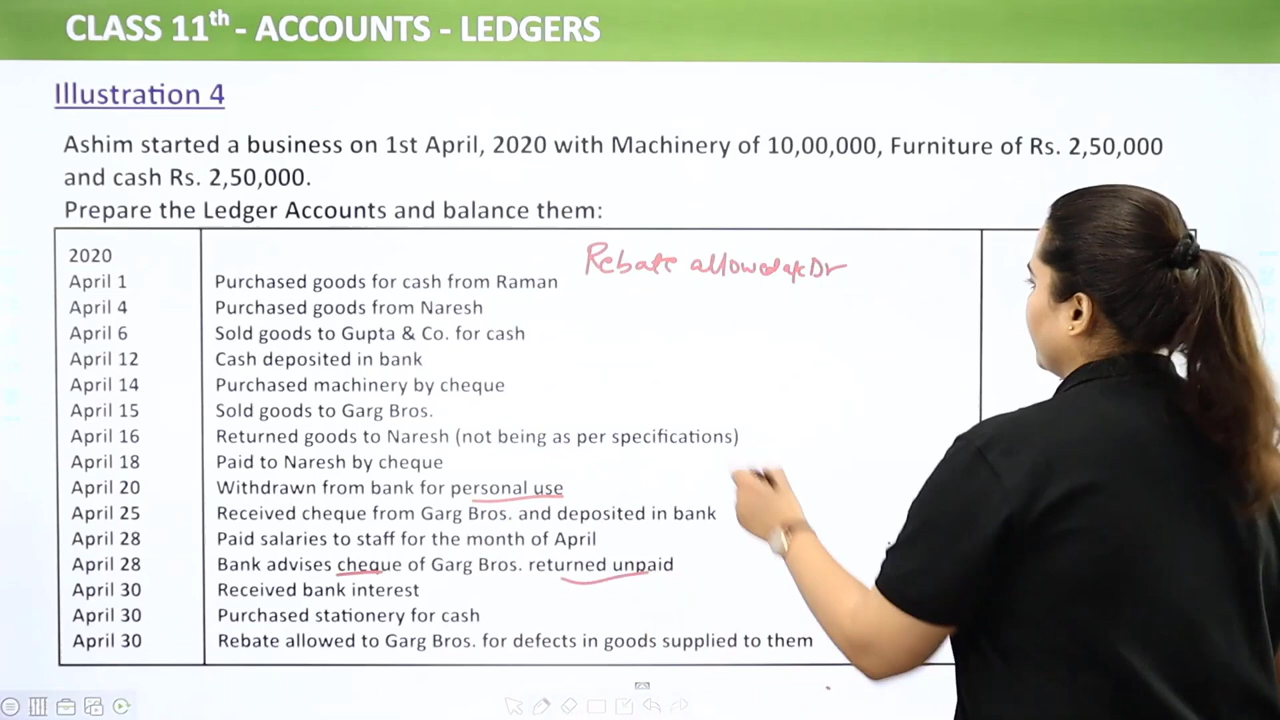 CLASS 11th - ACCOUNTS - LEDGERS
Illustration 4
Ashim started a business on 1st April, 2020 with Machinery of 10,00,000, Furniture of Rs. 2,50,000
and cash Rs. 2,50,000.
Prepare the Ledger Accounts and balance them:
2020
Rebate allowed a/c Dr
April 1 Purchased goods for cash from Raman
April 4 Purchased goods from Naresh
April 6 Sold goods to Gupta & Co. for cash
April 12 Cash deposited in bank
April 14 Purchased machinery by cheque
April 15 Sold goods to Garg Bros.
April 16 Returned goods to Naresh (not being as per specifications)
April 18 Paid to Naresh by cheque
April 20 Withdrawn from bank for personal use
April 25 Received cheque from Garg Bros. and deposited in bank
April 28 Paid salaries to staff for the month of April
April 28 Bank advises cheque of Garg Bros. returned unpaid
April 30 Received bank interest
April 30 Purchased stationery for cash
April 30 Rebate allowed to Garg Bros. for defects in goods supplied to them